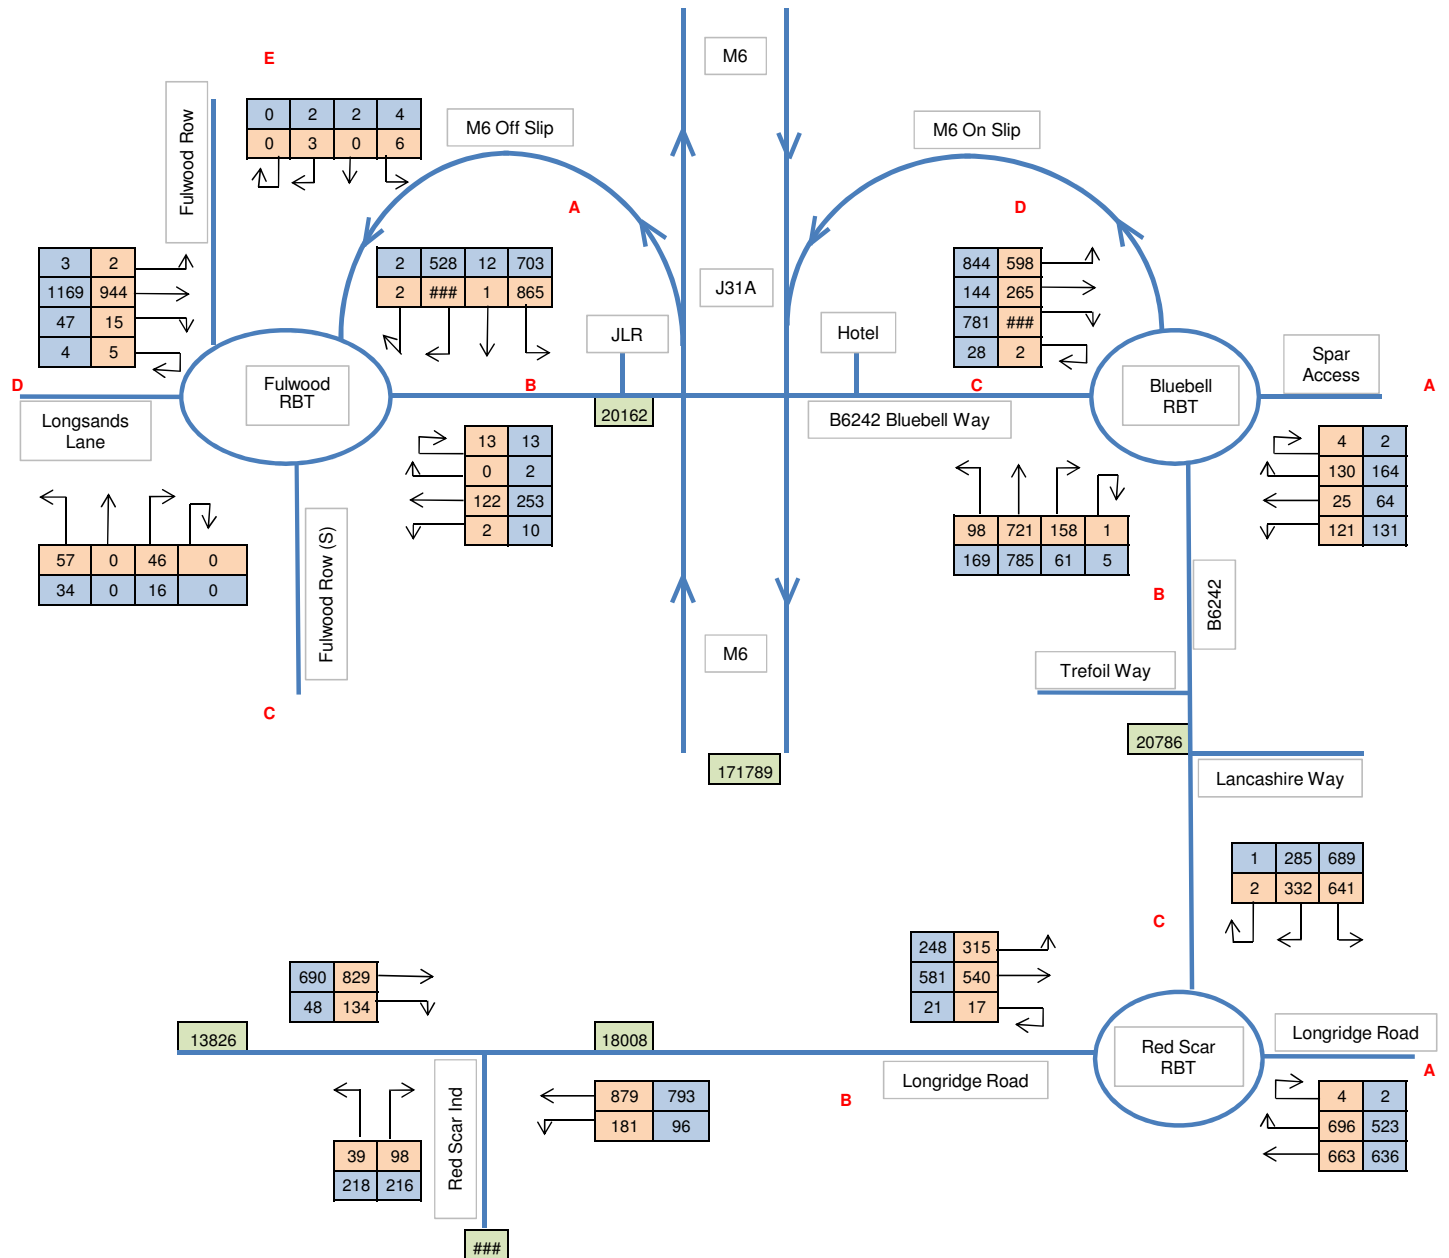 M6
E
Fulwood Row
0 2 2 4
0 3 0 6
M6 Off Slip
M6 On Slip
A
D
3 2
1169 944
47 15
4 5
2 528 12 703
2 ### 1 865
J31A
844 598
144 265
781 ###
28 2
JLR
Hotel
Spar
Access
D
Fulwood
RBT
B
C
Bluebell
RBT
A
Longsands
Lane
20162
B6242 Bluebell Way
13 13
0 2
122 253
2 10
4 2
130 164
25 64
121 131
57 0 46 0
34 0 16 0
Fulwood Row (S)
98 721 158 1
169 785 61 5
B
B6242
M6
Trefoil Way
C
20786
171789
Lancashire Way
1 285 689
2 332 641
C
248 315
581 540
21 17
690 829
48 134
13826
18008
Red Scar
RBT
Longridge Road
A
Longridge Road
B
Red Scar Ind
879 793
181 96
4 2
696 523
663 636
39 98
218 216
###